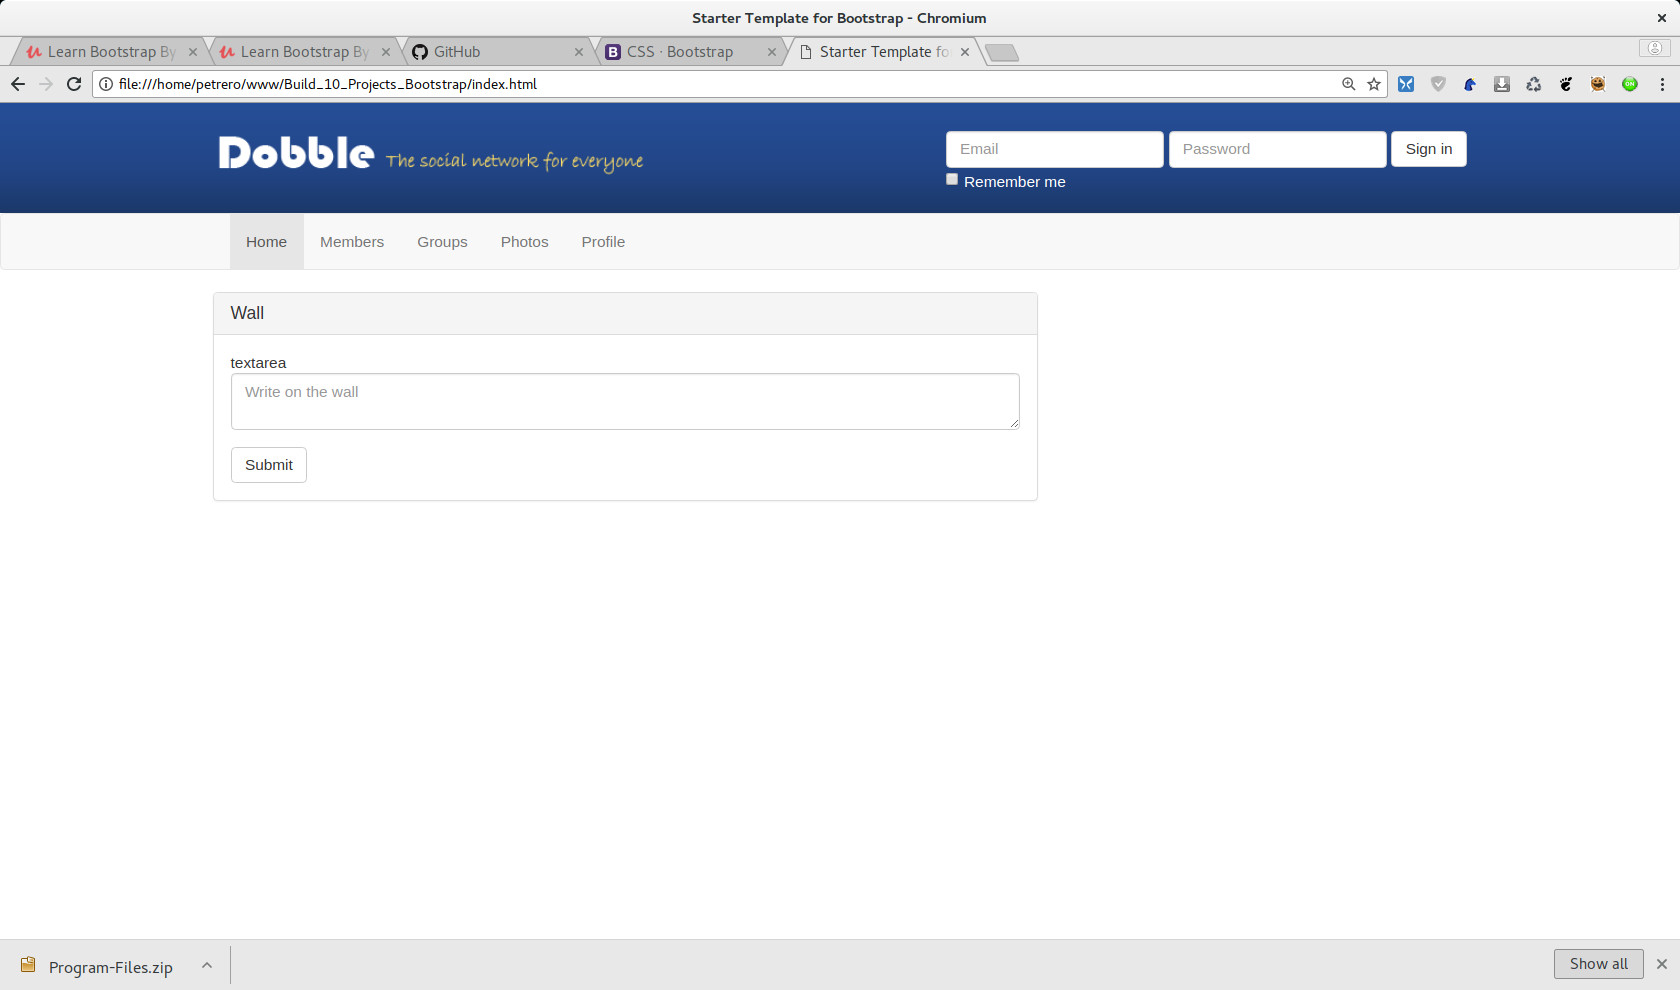 Starter Template for Bootstrap - Chromium
Learn Bootstrap By
Learn Bootstrap By
GitHub
CSS · Bootstrap
Starter Template fo
file:///home/petrero/www/Build_10_Projects_Bootstrap/index.html
ON
Dobble The social network for everyone
Email
Password
Sign in
Remember me
Home
Members
Groups
Photos
Profile
Wall
textarea
Write on the wall
Submit
Program-Files.zip
Show all